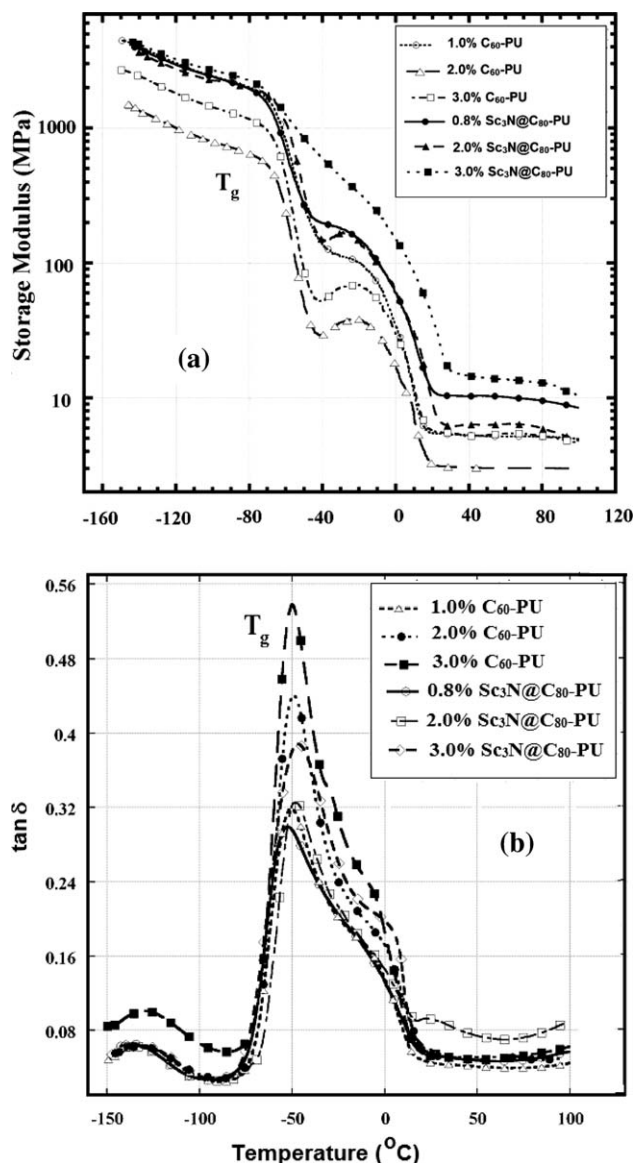 1.0% C60-PU
2.0% C60-PU
3.0% C60-PU
0.8% Sc3N@C80-PU
2.0% Sc3N@C80-PU
3.0% Sc3N@C80-PU
1000
100
10
Storage Modulus (MPa)
Tg
(a)
-160 -120 -80 -40 0 40 80 120
0.56
0.48
0.4
0.32
0.24
0.16
0.08
tan δ
Tg
1.0% C60-PU
2.0% C60-PU
3.0% C60-PU
0.8% Sc3N@C80-PU
2.0% Sc3N@C80-PU
3.0% Sc3N@C80-PU
(b)
-150 -100 -50 0 50 100
Temperature (°C)